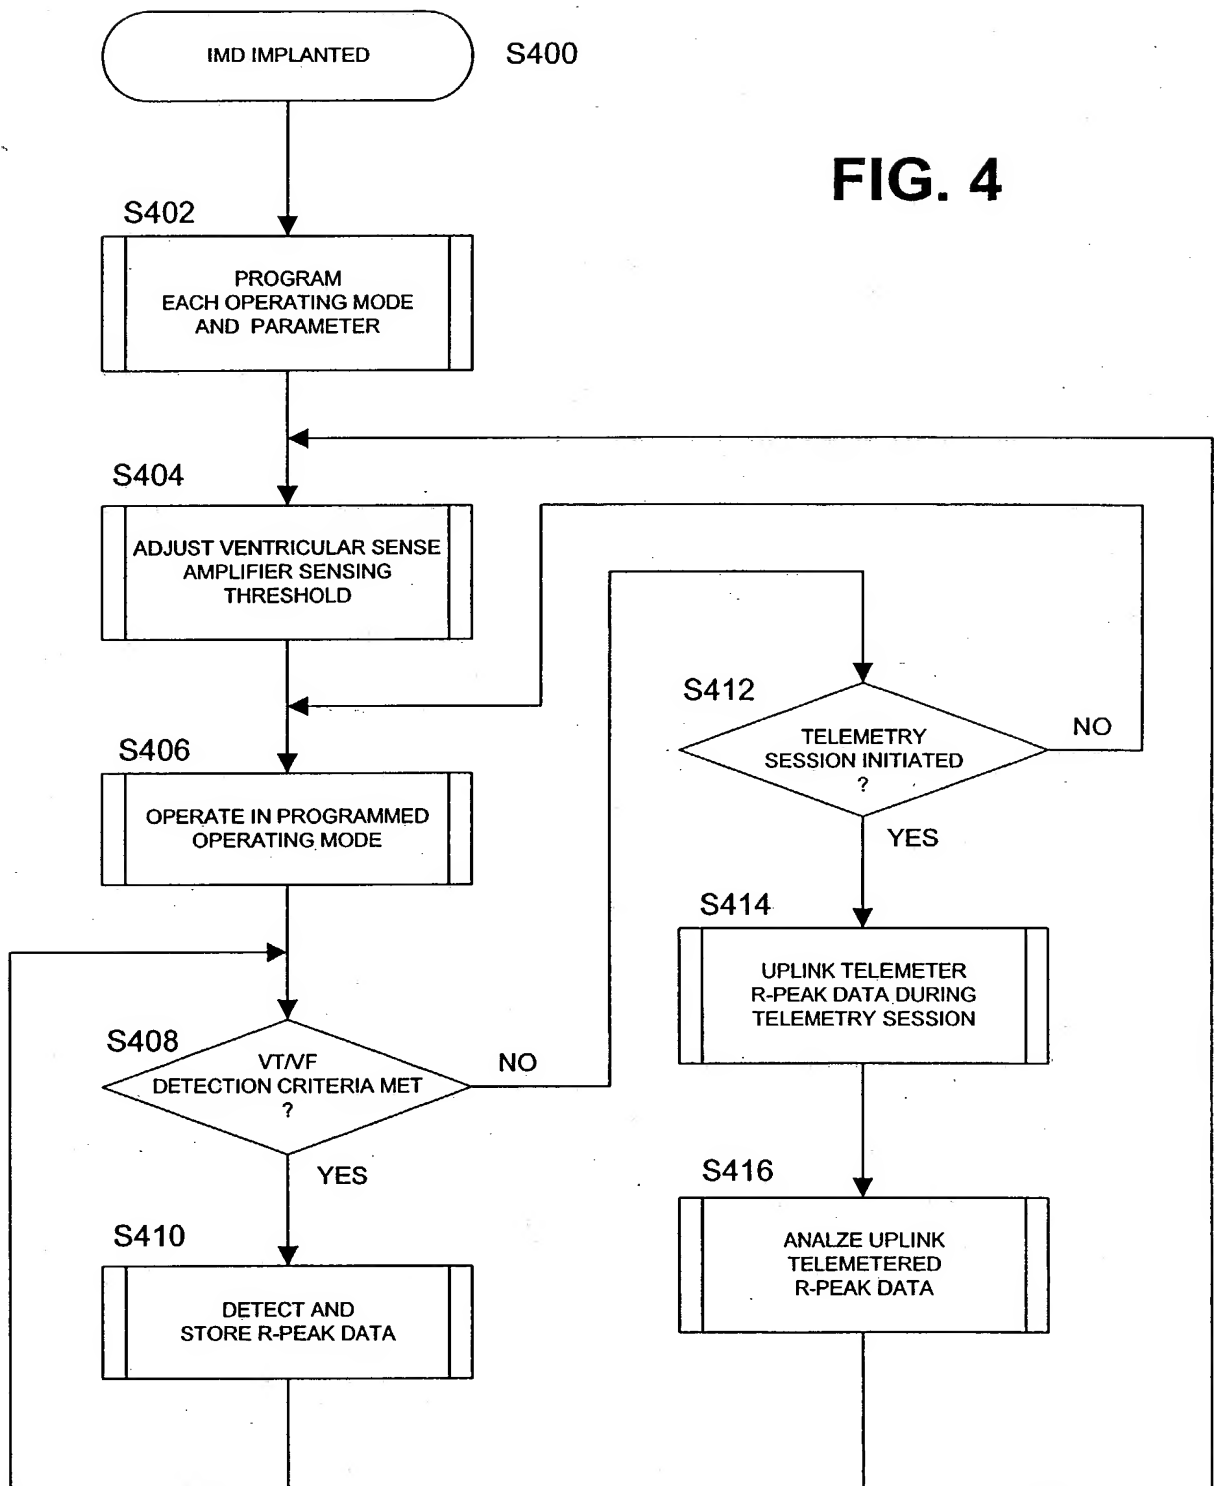 IMD IMPLANTED
S400
FIG. 4
S402
PROGRAM
EACH OPERATING MODE
AND PARAMETER
S404
ADJUST VENTRICULAR SENSE
AMPLIFIER SENSING
THRESHOLD
S406
OPERATE IN PROGRAMMED
OPERATING MODE
S408
VT/VF
DETECTION CRITERIA MET
?
NO
YES
S410
DETECT AND
STORE R-PEAK DATA
S412
TELEMETRY
SESSION INITIATED
?
NO
YES
S414
UPLINK TELEMETER
R-PEAK DATA DURING
TELEMETRY SESSION
S416
ANALZE UPLINK
TELEMETERED
R-PEAK DATA